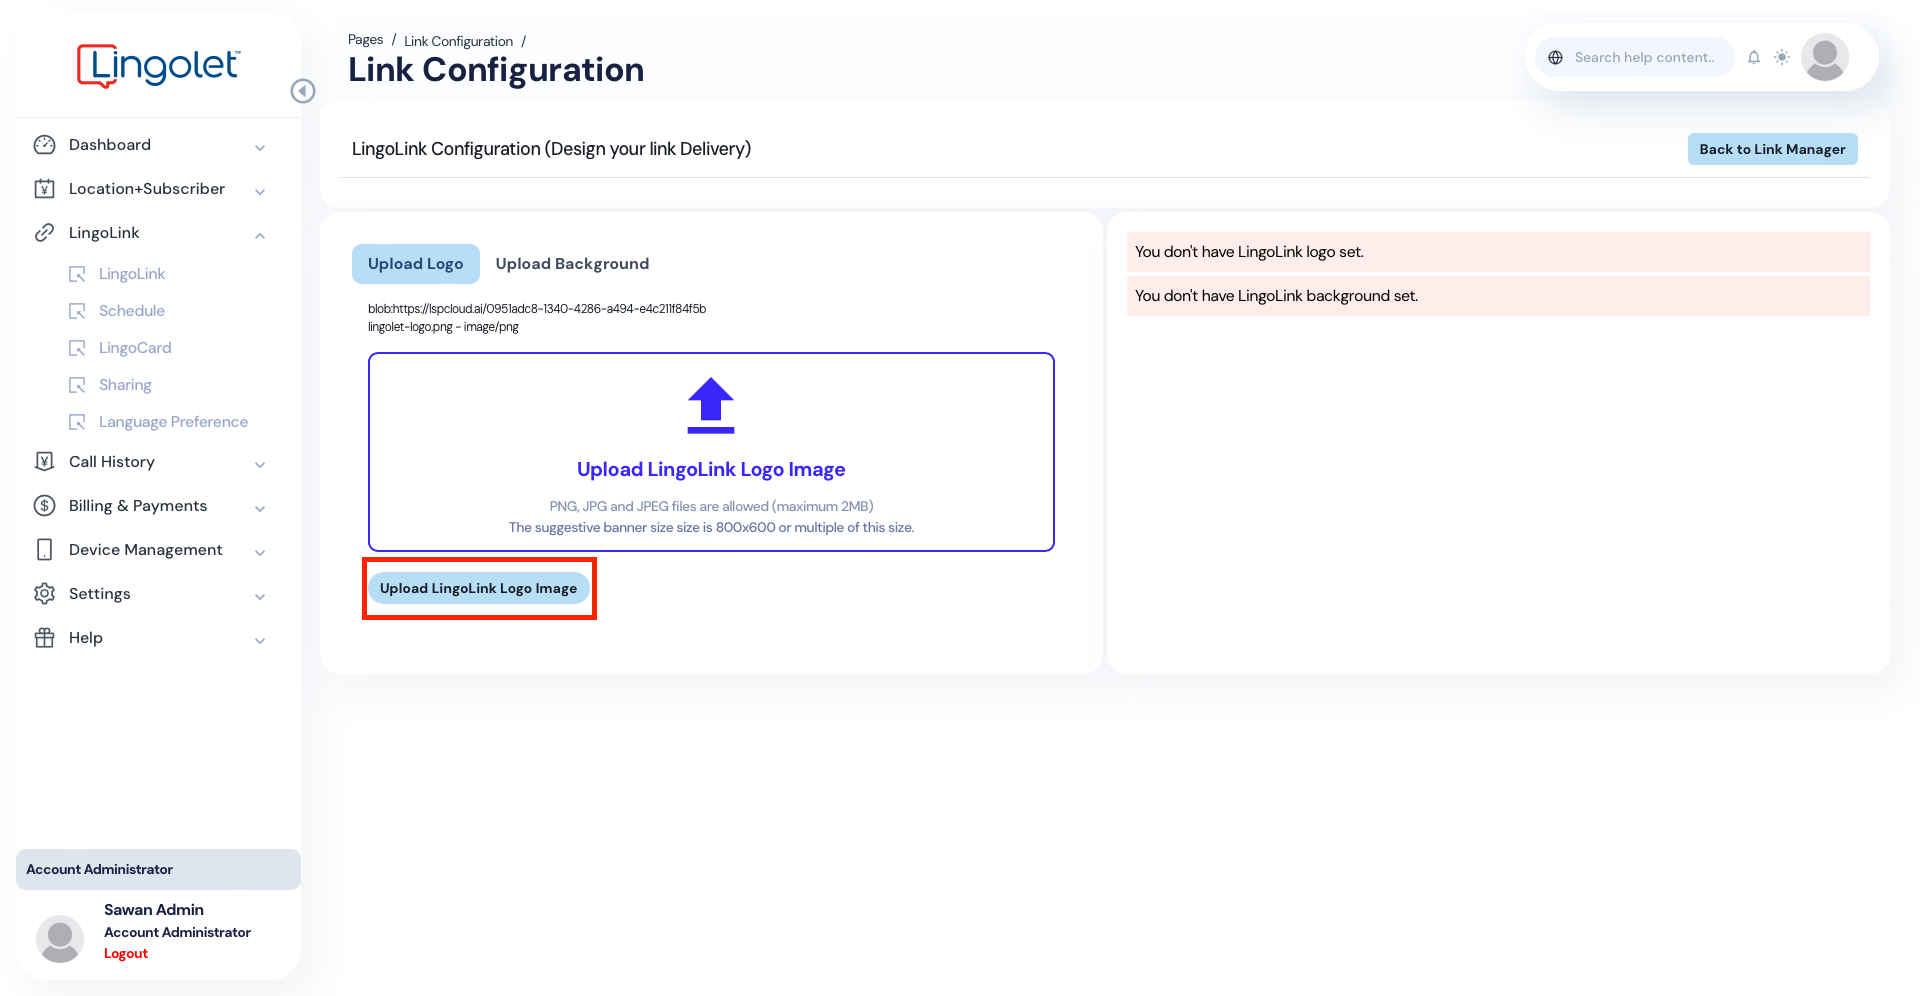 Lingolet™
Dashboard
Location+Subscriber
LingoLink
LingoLink
Schedule
LingoCard
Sharing
Language Preference
Call History
Billing & Payments
Device Management
Settings
Help
Account Administrator
Sawan Admin
Account Administrator
Logout
Pages / Link Configuration /
Link Configuration
Search help content..
LingoLink Configuration (Design your link Delivery)
Back to Link Manager
Upload Logo
Upload Background
blob:https://lspcloud.ai/0951adc8-1340-4286-a494-e4c211f84f5b
lingolet-logo.png - image/png
Upload LingoLink Logo Image
PNG, JPG and JPEG files are allowed (maximum 2MB)
The suggestive banner size size is 800x600 or multiple of this size.
Upload LingoLink Logo Image
You don't have LingoLink logo set.
You don't have LingoLink background set.